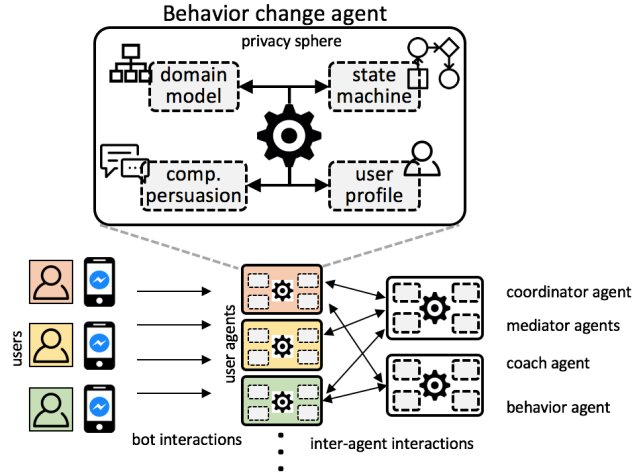 Behavior change agent
privacy sphere
domain
model
state
machine
comp.
persuasion
user
profile
users
user agents
coordinator agent
mediator agents
coach agent
behavior agent
bot interactions
inter-agent interactions